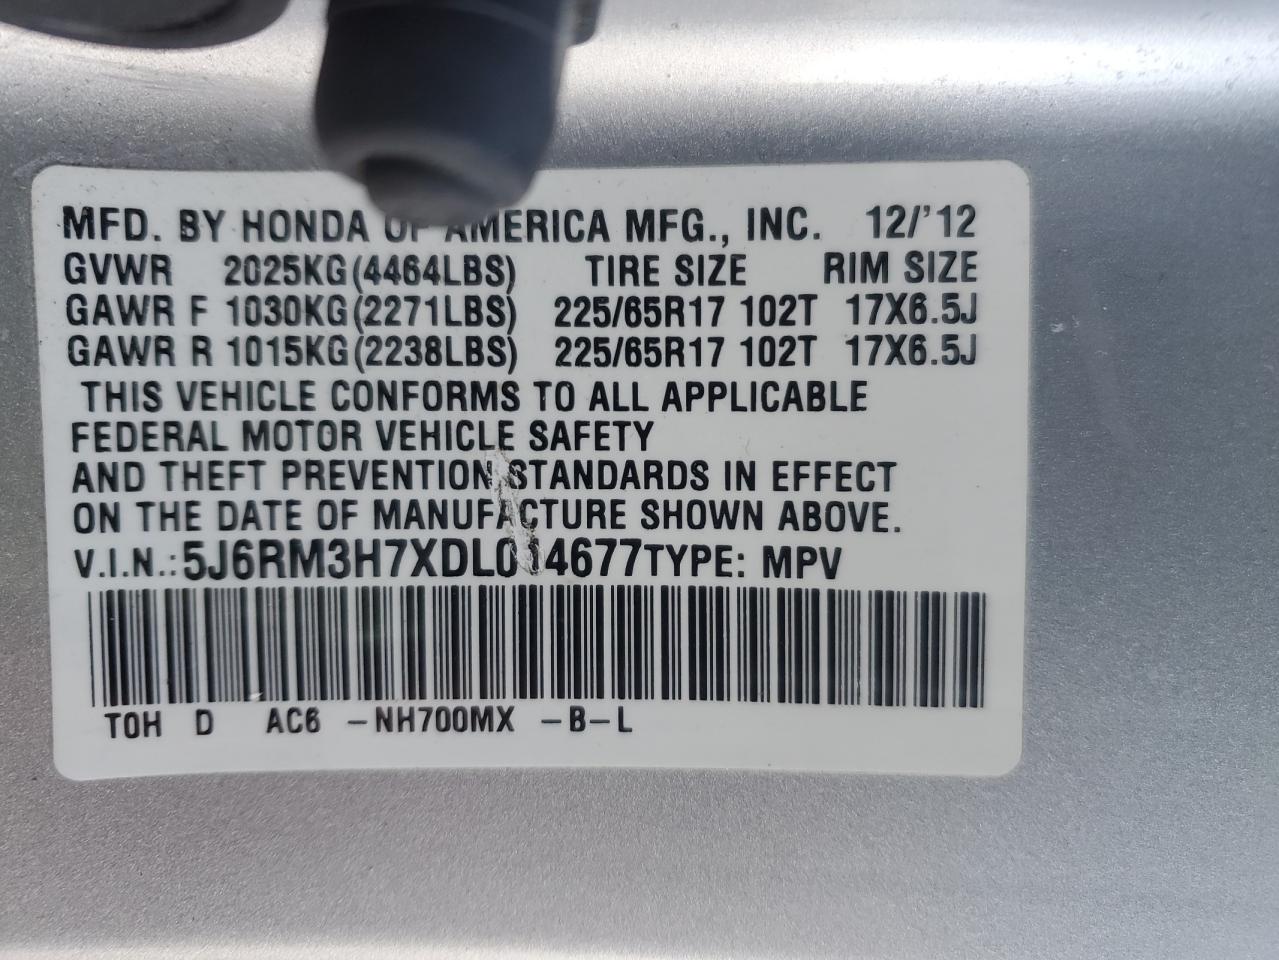 MFD. BY HONDA OF AMERICA MFG., INC. 12/'12
GVWR 2025KG(4464LBS) TIRE SIZE RIM SIZE
GAWR F 1030KG(2271LBS) 225/65R17 102T 17X6.5J
GAWR R 1015KG(2238LBS) 225/65R17 102T 17X6.5J
THIS VEHICLE CONFORMS TO ALL APPLICABLE
FEDERAL MOTOR VEHICLE SAFETY
AND THEFT PREVENTION STANDARDS IN EFFECT
ON THE DATE OF MANUFACTURE SHOWN ABOVE.
V.I.N.: 5J6RM3H7XDL014677 TYPE: MPV
TOH D AC6 -NH700MX -B-L